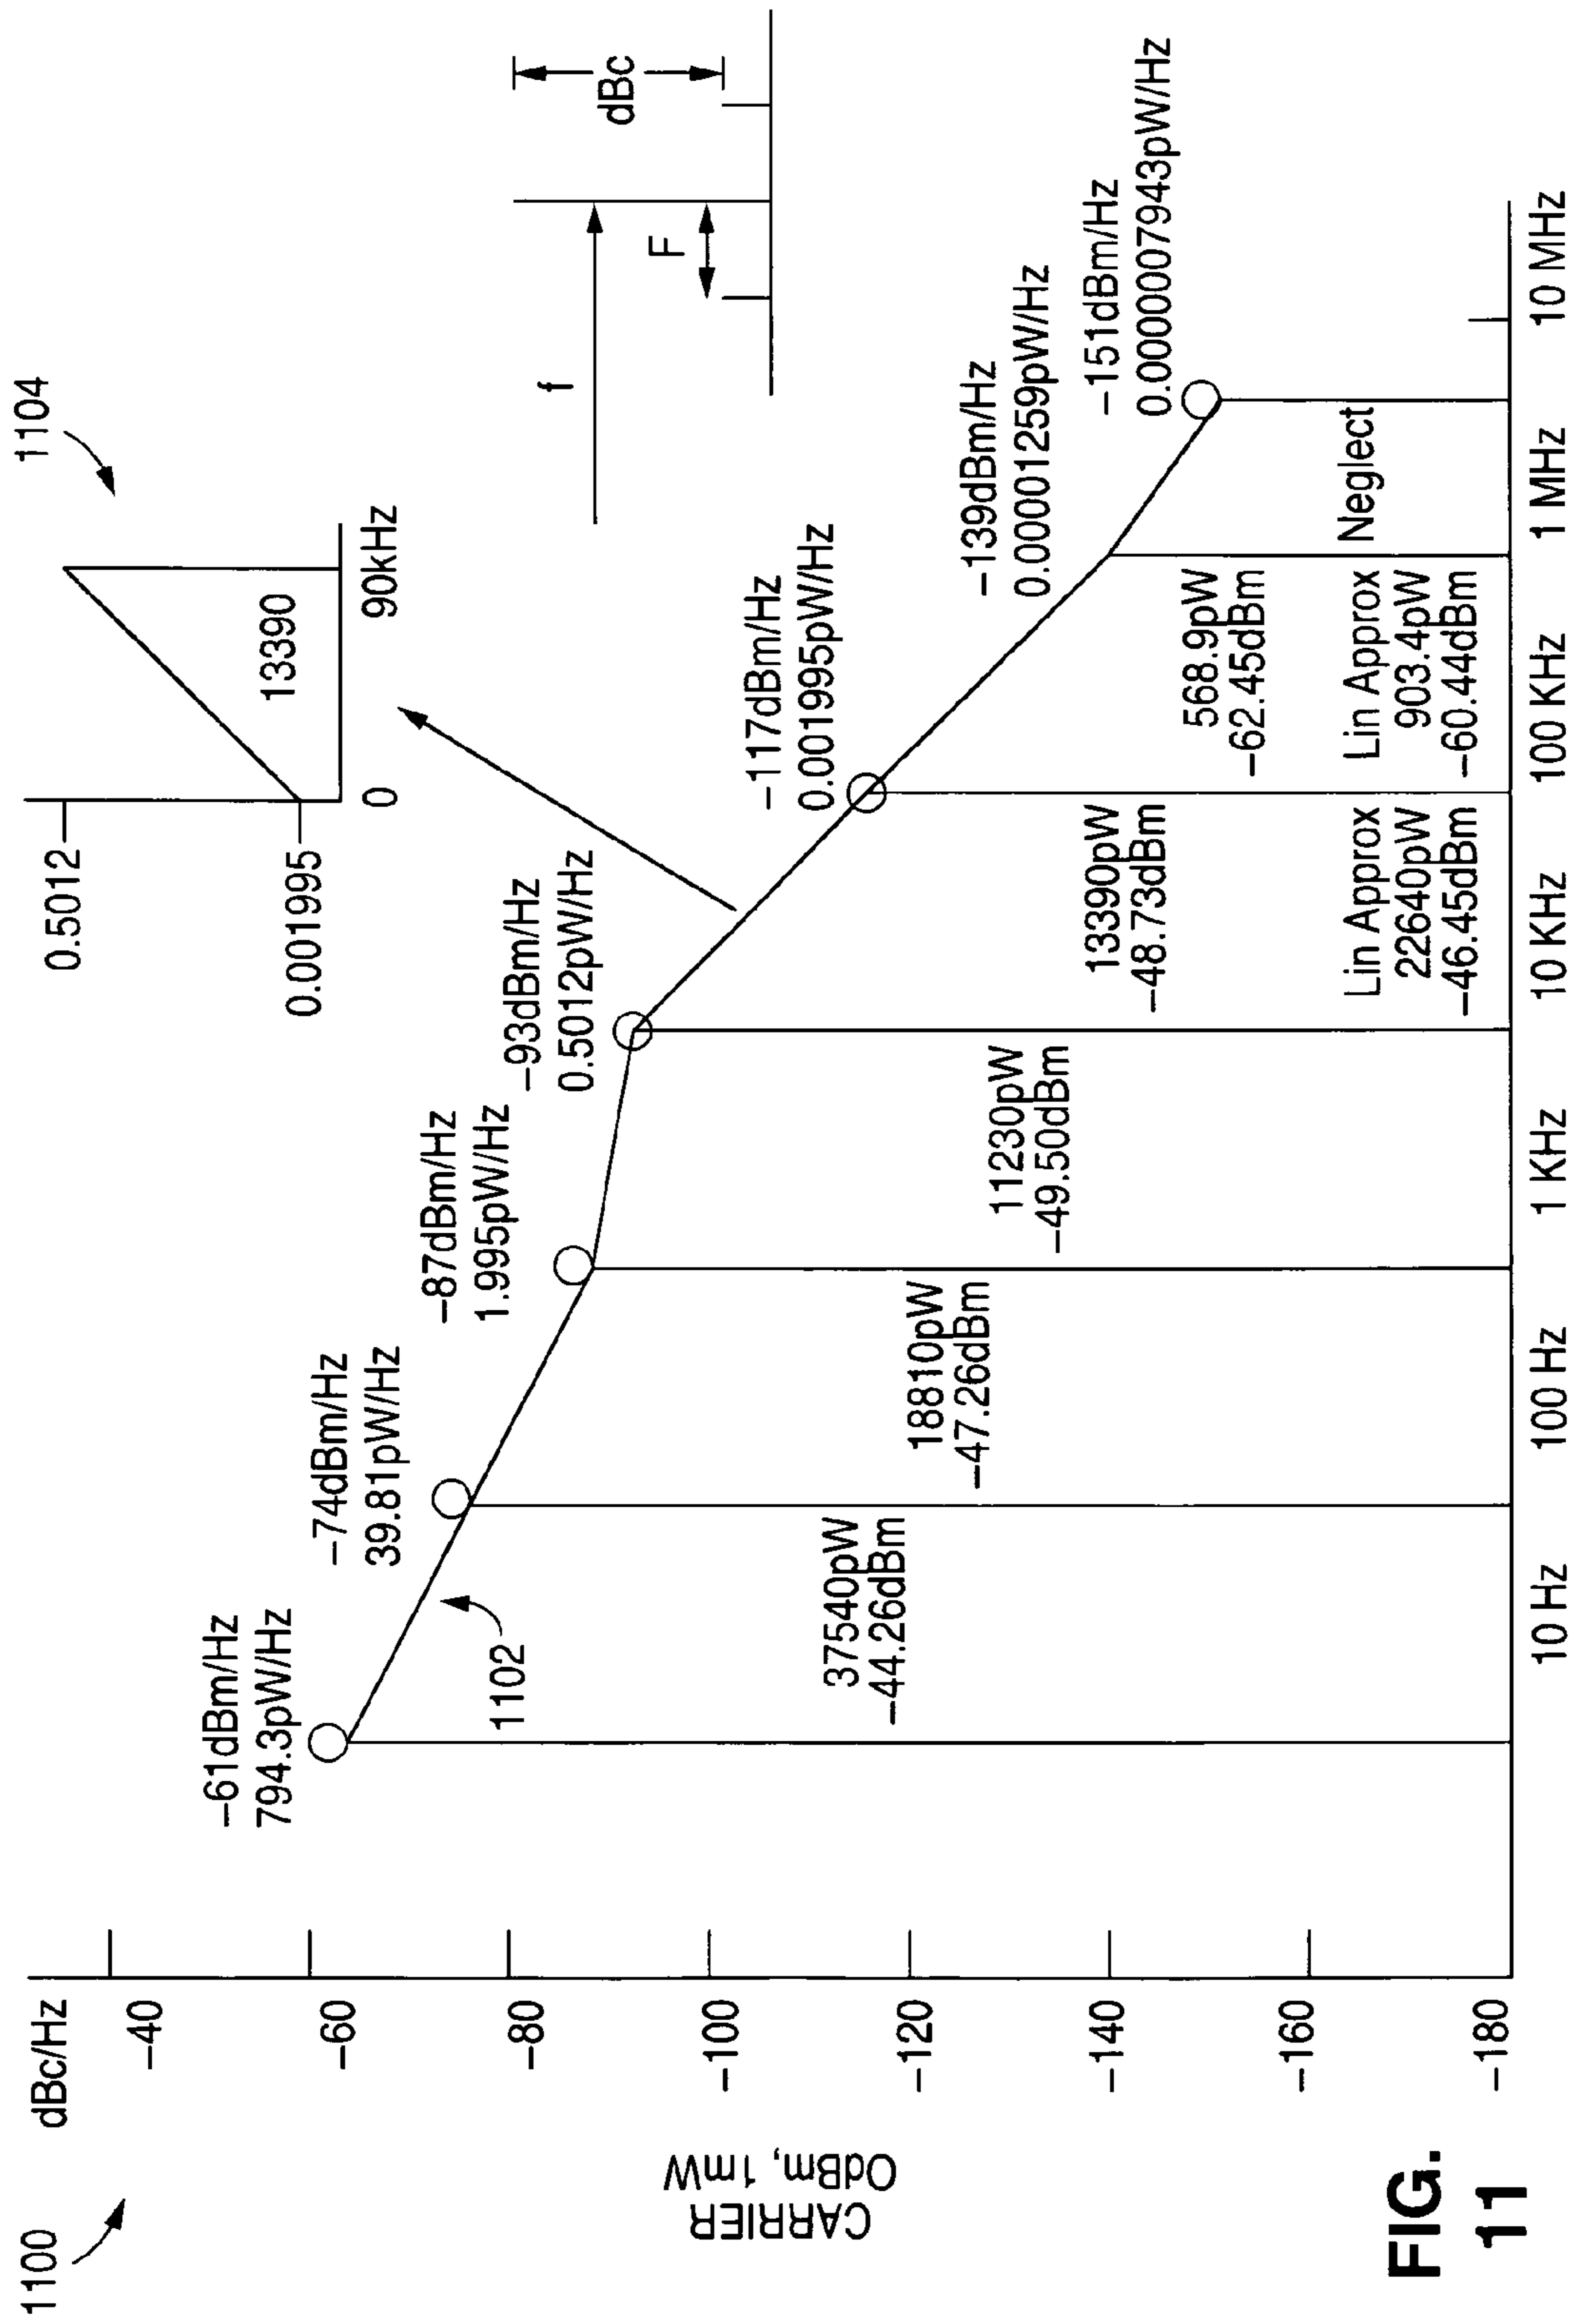 1100
dBc/Hz
-40
-60
-80
-100
-120
-140
-160
-180
CARRIER
0dBm, 1mW
-61dBm/Hz
794.3pW/Hz
-74dBm/Hz
39.81pW/Hz
-87dBm/Hz
1.995pW/Hz
-93dBm/Hz
0.5012pW/Hz
-117dBm/Hz
0.001995pW/Hz
-139dBm/Hz
0.00001259pW/Hz
-151dBm/Hz
0.0000007943pW/Hz
1102
37540pW
-44.26dBm
18810pW
-47.26dBm
11230pW
-49.50dBm
13390pW
-48.73dBm
Lin Approx
22640pW
-46.45dBm
568.9pW
-62.45dBm
Lin Approx
903.4pW
-60.44dBm
Neglect
10 Hz
100 Hz
1 KHz
10 KHz
100 KHz
1 MHz
10 MHz
1104
0.5012
0.001995
13390
0
90kHz
f
F
dBc
FIG.
11